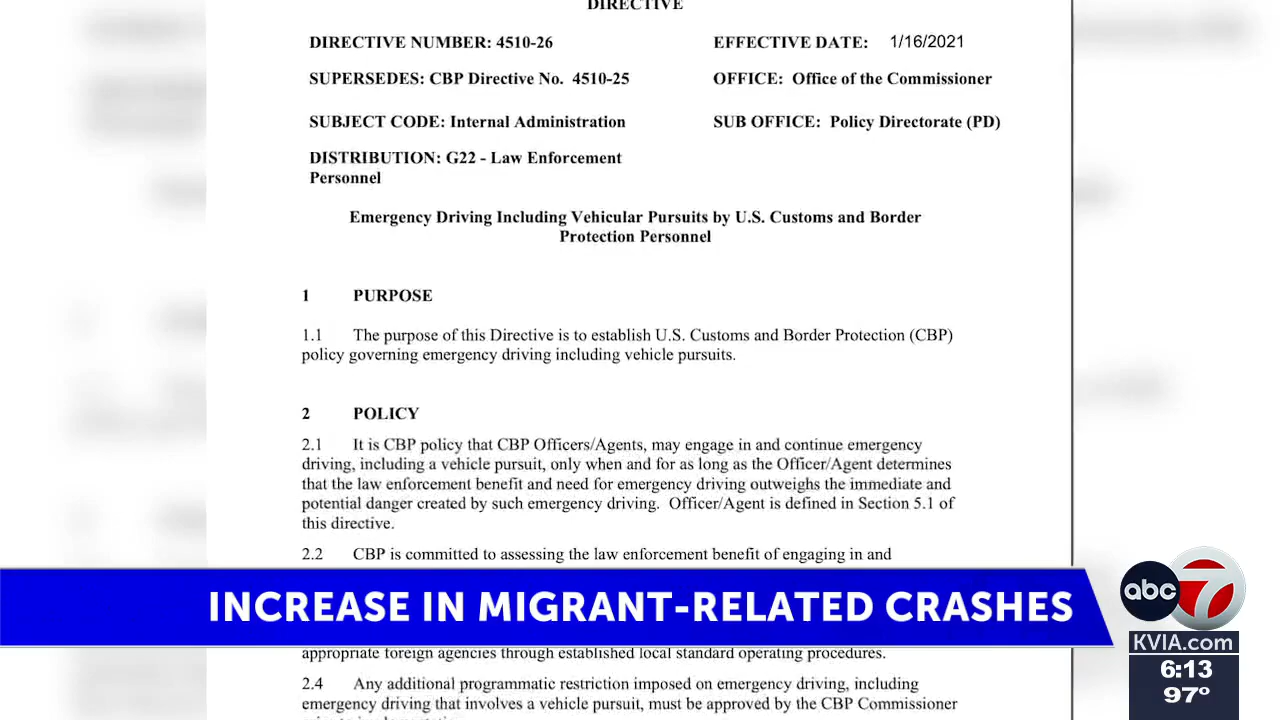 DIRECTIVE
DIRECTIVE NUMBER: 4510-26
EFFECTIVE DATE: 1/16/2021
SUPERSEDES: CBP Directive No. 4510-25
OFFICE: Office of the Commissioner
SUBJECT CODE: Internal Administration
SUB OFFICE: Policy Directorate (PD)
DISTRIBUTION: G22 - Law Enforcement
Personnel
Emergency Driving Including Vehicular Pursuits by U.S. Customs and Border
Protection Personnel
1 PURPOSE
1.1 The purpose of this Directive is to establish U.S. Customs and Border Protection (CBP)
policy governing emergency driving including vehicle pursuits.
2 POLICY
2.1 It is CBP policy that CBP Officers/Agents, may engage in and continue emergency
driving, including a vehicle pursuit, only when and for as long as the Officer/Agent determines
that the law enforcement benefit and need for emergency driving outweighs the immediate and
potential danger created by such emergency driving. Officer/Agent is defined in Section 5.1 of
this directive.
2.2 CBP is committed to assessing the law enforcement benefit of engaging in and
INCREASE IN MIGRANT-RELATED CRASHES
abc 7
KVIA.com
6:13
97°
appropriate foreign agencies through established local standard operating procedures.
2.4 Any additional programmatic restriction imposed on emergency driving, including
emergency driving that involves a vehicle pursuit, must be approved by the CBP Commissioner